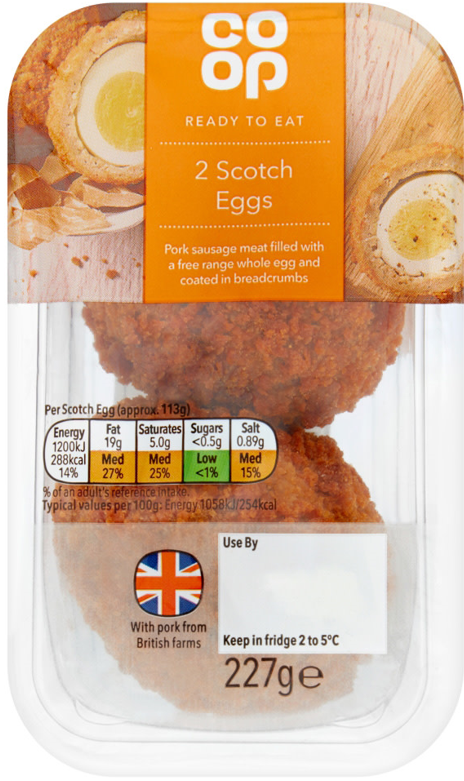 CO
OP
READY TO EAT
2 Scotch
Eggs
Pork sausage meat filled with
a free range whole egg and
coated in breadcrumbs
Per Scotch Egg (approx. 113g)
Energy 1200kJ 288kcal 14%
Fat 19g Med 27%
Saturates 5.0g Med 25%
Sugars <0.5g Low <1%
Salt 0.89g Med 15%
% of an adult's reference intake.
Typical values per 100g: Energy 1058kJ/254kcal
Use By
With pork from
British farms
Keep in fridge 2 to 5°C
227g℮